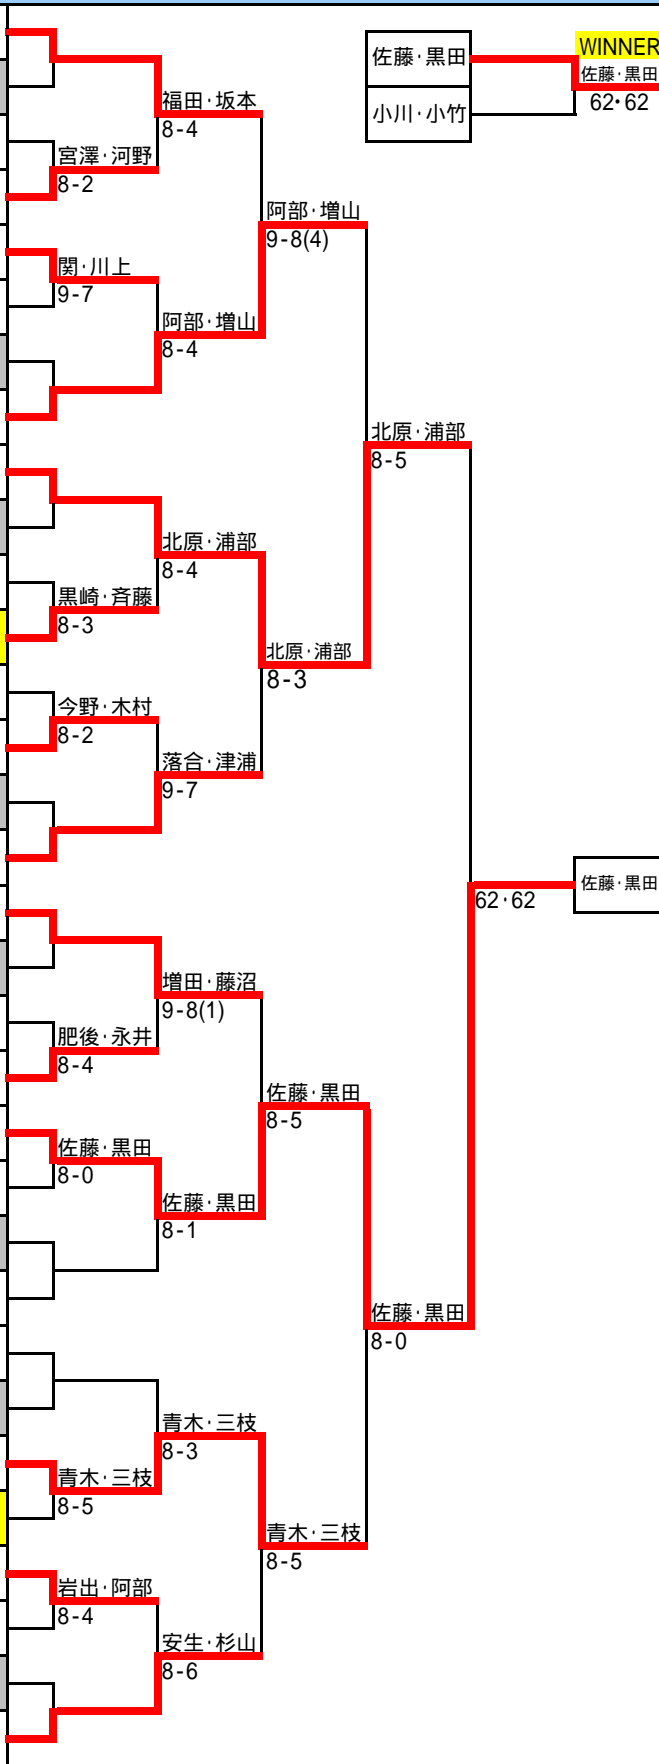 佐藤・黒田
WINNER
佐藤・黒田
62・62
小川・小竹
福田・坂本
8-4
宮澤・河野
8-2
阿部・増山
9-8(4)
関・川上
9-7
阿部・増山
8-4
北原・浦部
8-5
北原・浦部
8-4
黒崎・斉藤
8-3
北原・浦部
8-3
今野・木村
8-2
落合・津浦
9-7
佐藤・黒田
62・62
増田・藤沼
9-8(1)
肥後・永井
8-4
佐藤・黒田
8-5
佐藤・黒田
8-0
佐藤・黒田
8-1
佐藤・黒田
8-0
青木・三枝
8-3
青木・三枝
8-5
青木・三枝
8-5
岩出・阿部
8-4
安生・杉山
8-6